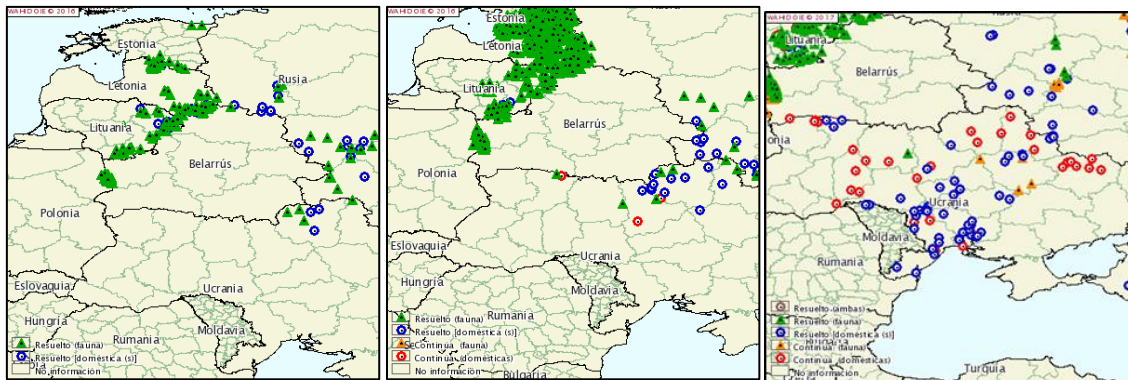 WAHID OIE © 2016
Estonia
Rusia
Letonia
Lituania
Belarrús
Polonia
Eslovaquia
Ucrania
Hungría
Moldavia
Rumania
Resuelto (fauna)
Resuelto [doméstica (s)]
No información
WAHID OIE © 2016
Letonia
Lituania
Belarrús
Polonia
Eslovaquia
Ucrania
Hungría
Moldavia
Rumania
Resuelto (fauna)
Resuelto [doméstica (s)]
Continúa (fauna)
Continúa (domésticas)
No información
Bulgaria
WAHID OIE © 2017
Lituania
Belarrús
Ucrania
Moldavia
Rumania
Resuelto (ambas)
Resuelto (fauna)
Resuelto [doméstica (s)]
Continúa (fauna)
Continúa (domésticas)
No información
Turquía